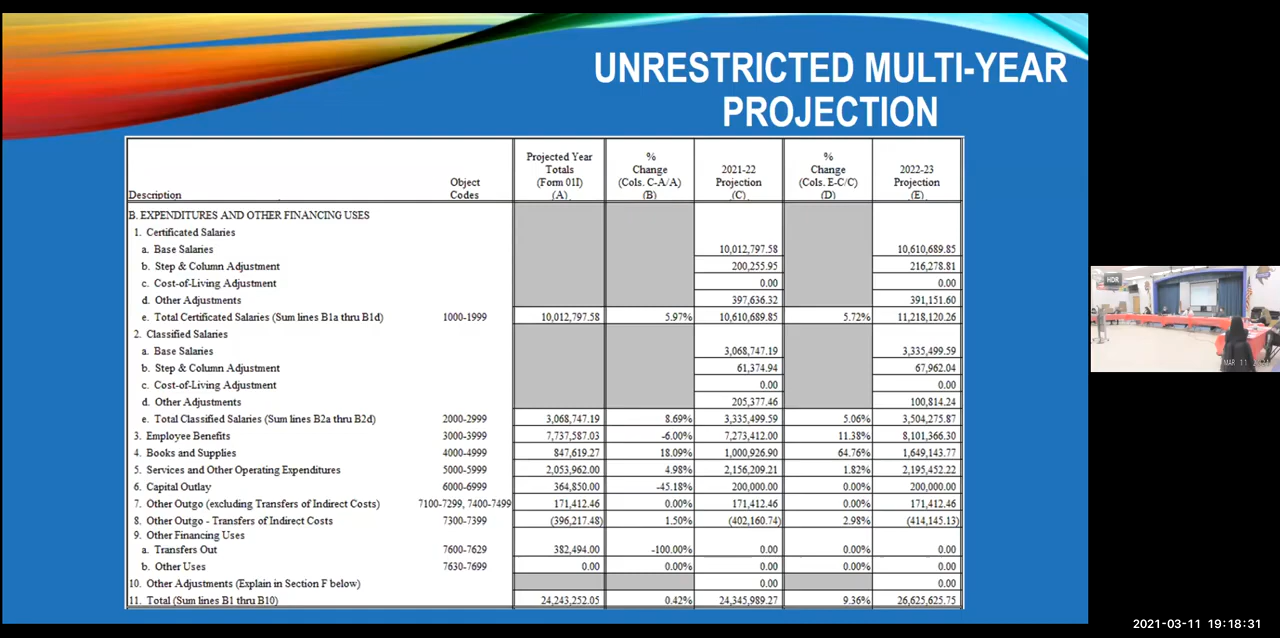 UNRESTRICTED MULTI-YEAR
PROJECTION
Description Object Codes Projected Year Totals (Form 01I) (A) % Change (Cols. C-A/A) (B) 2021-22 Projection (C) % Change (Cols. E-C/C) (D) 2022-23 Projection (E)
B. EXPENDITURES AND OTHER FINANCING USES
1. Certificated Salaries
a. Base Salaries 10,012,797.58 10,610,689.85
b. Step & Column Adjustment 200,255.95 216,278.81
c. Cost-of-Living Adjustment 0.00 0.00
d. Other Adjustments 397,636.32 391,151.60
e. Total Certificated Salaries (Sum lines B1a thru B1d) 1000-1999 10,012,797.58 5.97% 10,610,689.85 5.72% 11,218,120.26
2. Classified Salaries
a. Base Salaries 3,068,747.19 3,335,499.59
b. Step & Column Adjustment 61,374.94 67,962.04
c. Cost-of-Living Adjustment 0.00 0.00
d. Other Adjustments 205,377.46 100,814.24
e. Total Classified Salaries (Sum lines B2a thru B2d) 2000-2999 3,068,747.19 8.69% 3,335,499.59 5.06% 3,504,275.87
3. Employee Benefits 3000-3999 7,737,587.03 -6.00% 7,273,412.00 11.38% 8,101,366.30
4. Books and Supplies 4000-4999 847,619.27 18.09% 1,000,926.90 64.76% 1,649,143.77
5. Services and Other Operating Expenditures 5000-5999 2,053,962.00 4.98% 2,156,209.21 1.82% 2,195,452.22
6. Capital Outlay 6000-6999 364,850.00 -45.18% 200,000.00 0.00% 200,000.00
7. Other Outgo (excluding Transfers of Indirect Costs) 7100-7299, 7400-7499 171,412.46 0.00% 171,412.46 0.00% 171,412.46
8. Other Outgo - Transfers of Indirect Costs 7300-7399 (396,217.48) 1.50% (402,160.74) 2.98% (414,145.13)
9. Other Financing Uses
a. Transfers Out 7600-7629 382,494.00 -100.00% 0.00 0.00% 0.00
b. Other Uses 7630-7699 0.00 0.00% 0.00 0.00% 0.00
10. Other Adjustments (Explain in Section F below) 0.00 0.00
11. Total (Sum lines B1 thru B10) 24,243,252.05 0.42% 24,345,989.27 9.36% 26,625,625.75
HDR
MAR 11
2021-03-11 19:18:31